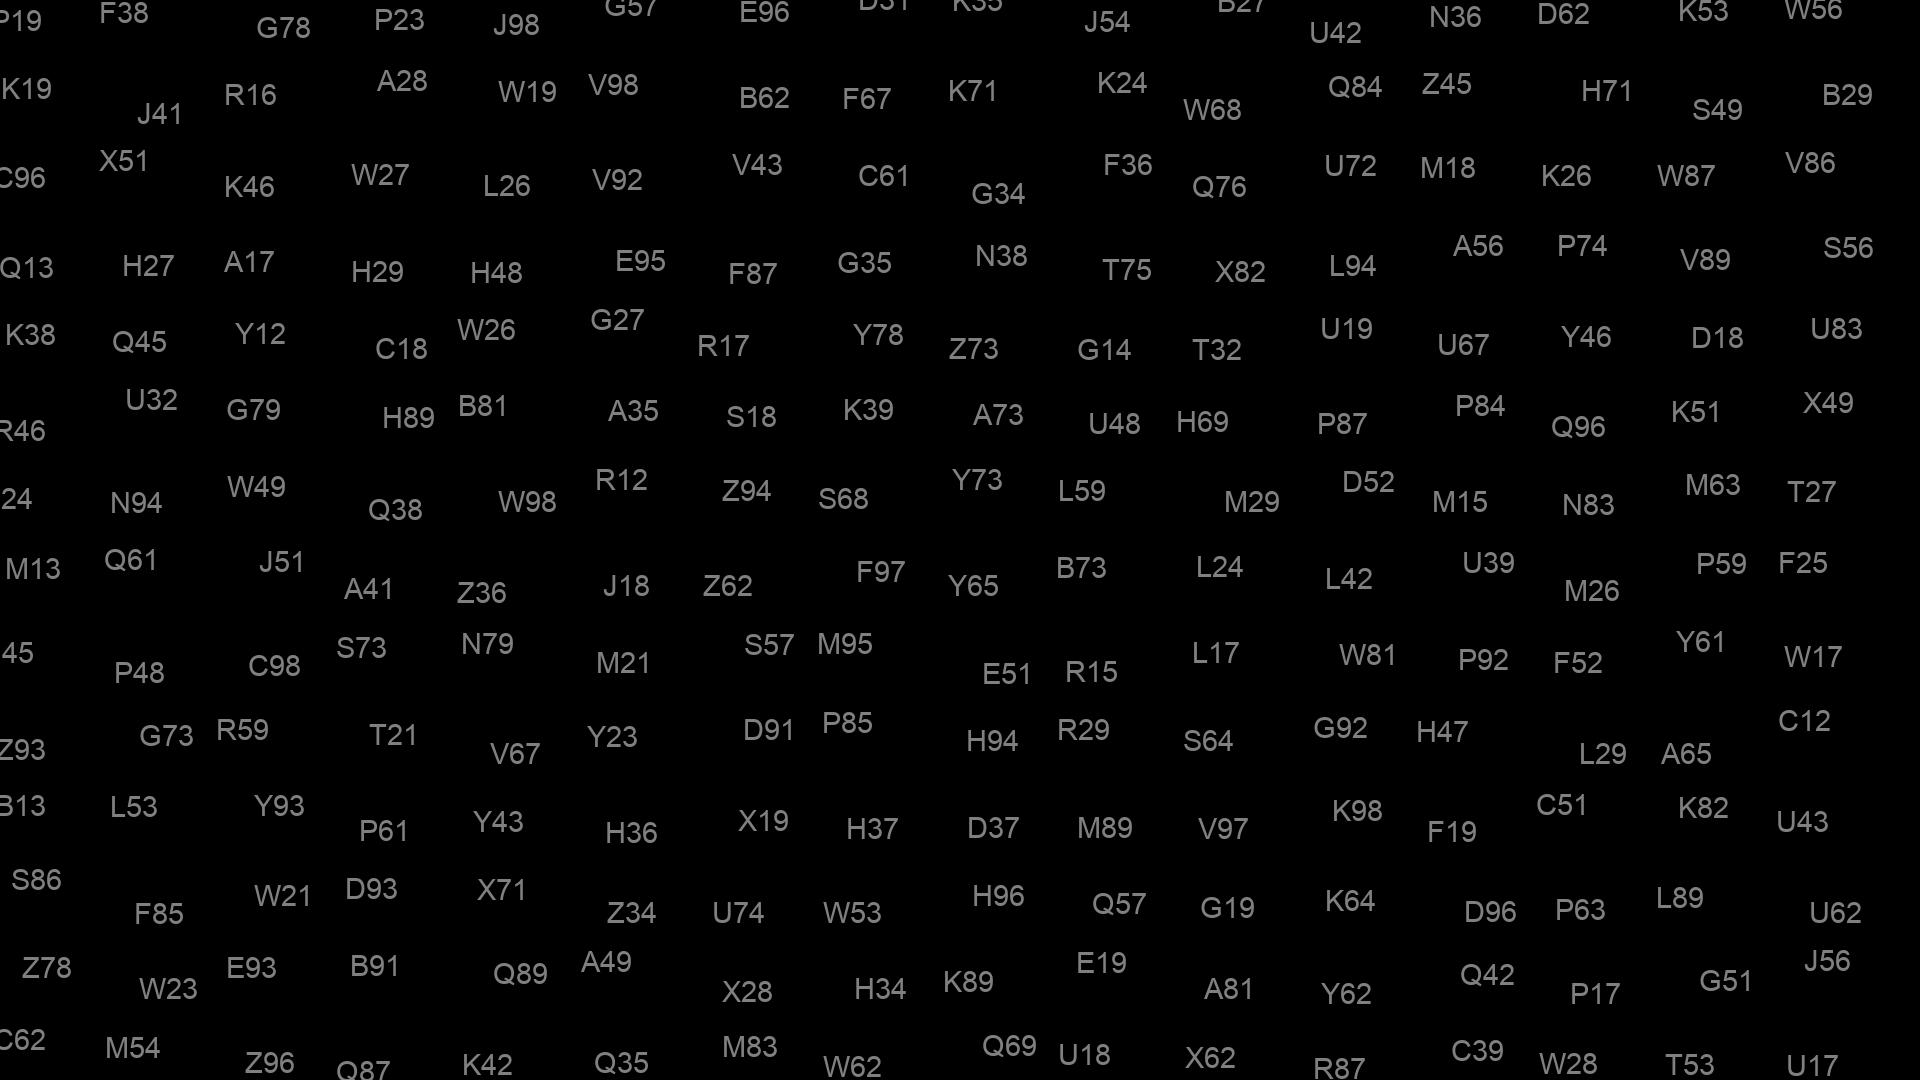 P19 F38 G78 P23 J98 G57 E96 D31 K35 J54 B27 U42 N36 D62 K53 W56
K19 J41 R16 A28 W19 V98 B62 F67 K71 K24 W68 Q84 Z45 H71 S49 B29
C96 X51 K46 W27 L26 V92 V43 C61 G34 F36 Q76 U72 M18 K26 W87 V86
Q13 H27 A17 H29 H48 E95 F87 G35 N38 T75 X82 L94 A56 P74 V89 S56
K38 Q45 Y12 C18 W26 G27 R17 Y78 Z73 G14 T32 U19 U67 Y46 D18 U83
R46 U32 G79 H89 B81 A35 S18 K39 A73 U48 H69 P87 P84 Q96 K51 X49
24 N94 W49 Q38 W98 R12 Z94 S68 Y73 L59 M29 D52 M15 N83 M63 T27
M13 Q61 J51 A41 Z36 J18 Z62 F97 Y65 B73 L24 L42 U39 M26 P59 F25
45 P48 C98 S73 N79 M21 S57 M95 E51 R15 L17 W81 P92 F52 Y61 W17
Z93 G73 R59 T21 V67 Y23 D91 P85 H94 R29 S64 G92 H47 L29 A65 C12
B13 L53 Y93 P61 Y43 H36 X19 H37 D37 M89 V97 K98 F19 C51 K82 U43
S86 F85 W21 D93 X71 Z34 U74 W53 H96 Q57 G19 K64 D96 P63 L89 U62
Z78 W23 E93 B91 Q89 A49 X28 H34 K89 E19 A81 Y62 Q42 P17 G51 J56
C62 M54 Z96 Q87 K42 Q35 M83 W62 Q69 U18 X62 R87 C39 W28 T53 U17